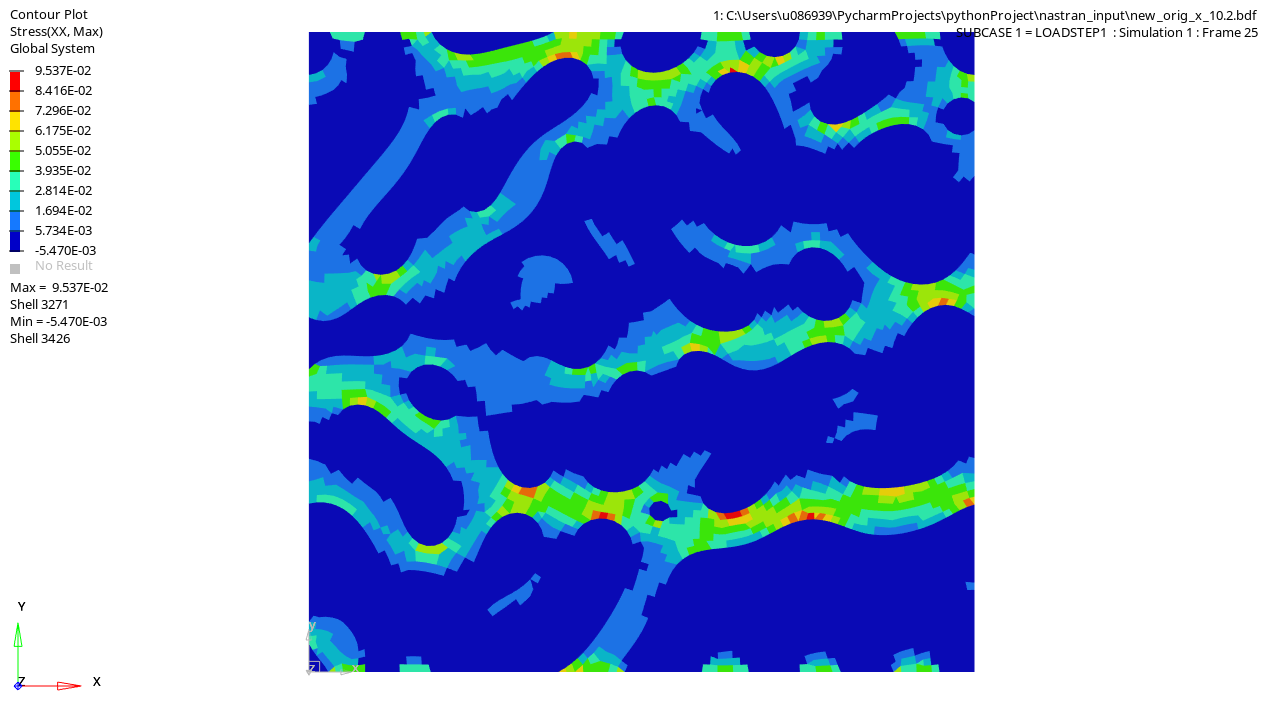 Contour Plot
Stress(XX, Max)
Global System
9.537E-02
8.416E-02
7.296E-02
6.175E-02
5.055E-02
3.935E-02
2.814E-02
1.694E-02
5.734E-03
-5.470E-03
No Result
Max = 9.537E-02
Shell 3271
Min = -5.470E-03
Shell 3426
1: C:\Users\u086939\PycharmProjects\pythonProject\nastran_input\new_orig_x_10.2.bdf
SUBCASE 1 = LOADSTEP1 : Simulation 1 : Frame 25
Y
Z
X
y
z
x